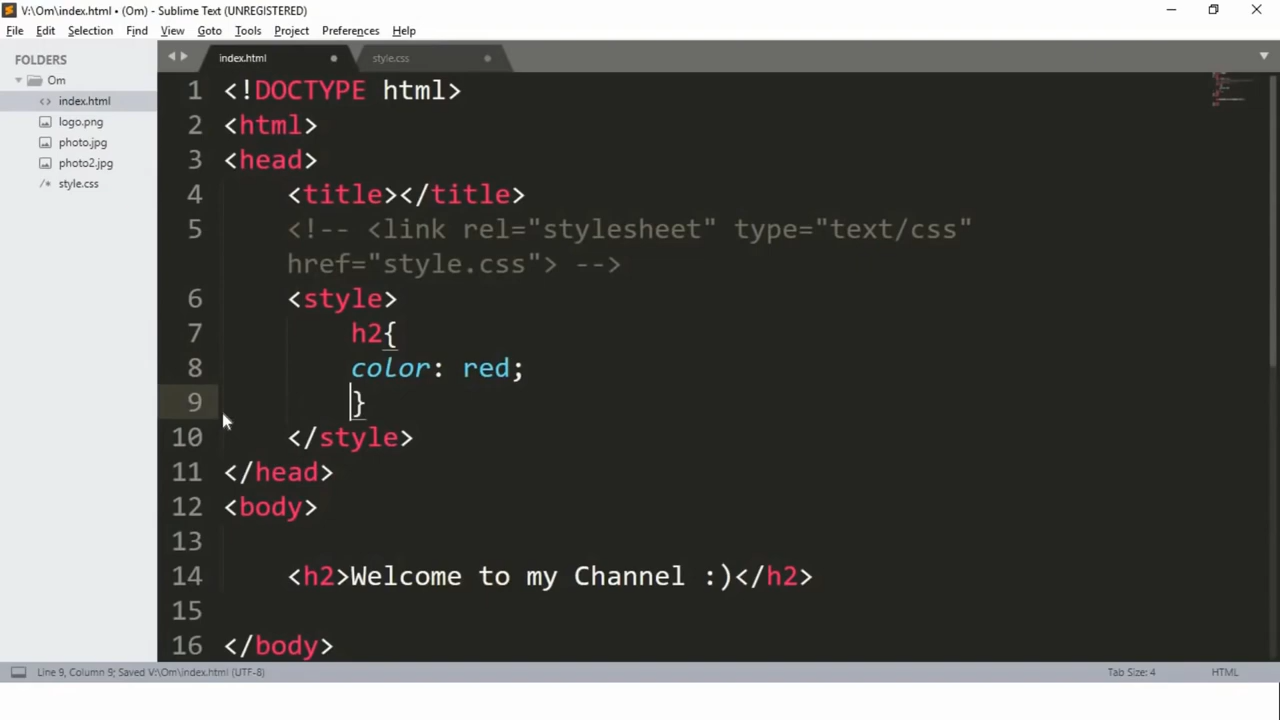 V:\Om\index.html • (Om) - Sublime Text (UNREGISTERED)
File Edit Selection Find View Goto Tools Project Preferences Help
FOLDERS
Om
index.html
logo.png
photo.jpg
photo2.jpg
style.css
index.html style.css
1 <!DOCTYPE html>
2 <html>
3 <head>
4 <title></title>
5 <!-- <link rel="stylesheet" type="text/css"
href="style.css"> -->
6 <style>
7 h2{
8 color: red;
9 }
10 </style>
11 </head>
12 <body>
13
14 <h2>Welcome to my Channel :)</h2>
15
16 </body>
Line 9, Column 9; Saved V:\Om\index.html (UTF-8) Tab Size: 4 HTML